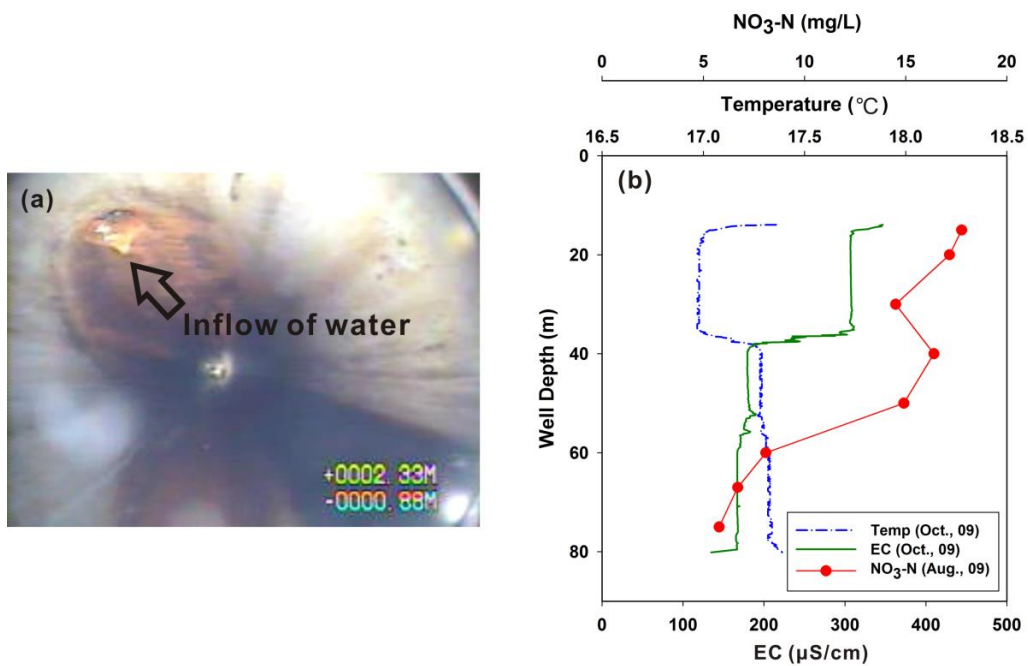 (a)
Inflow of water
+0002.33M
-0000.88M
NO3-N (mg/L)
0 5 10 15 20
Temperature (℃)
16.5 17.0 17.5 18.0 18.5
(b)
Well Depth (m)
0
20
40
60
80
Temp (Oct., 09)
EC (Oct., 09)
NO3-N (Aug., 09)
0 100 200 300 400 500
EC (µS/cm)